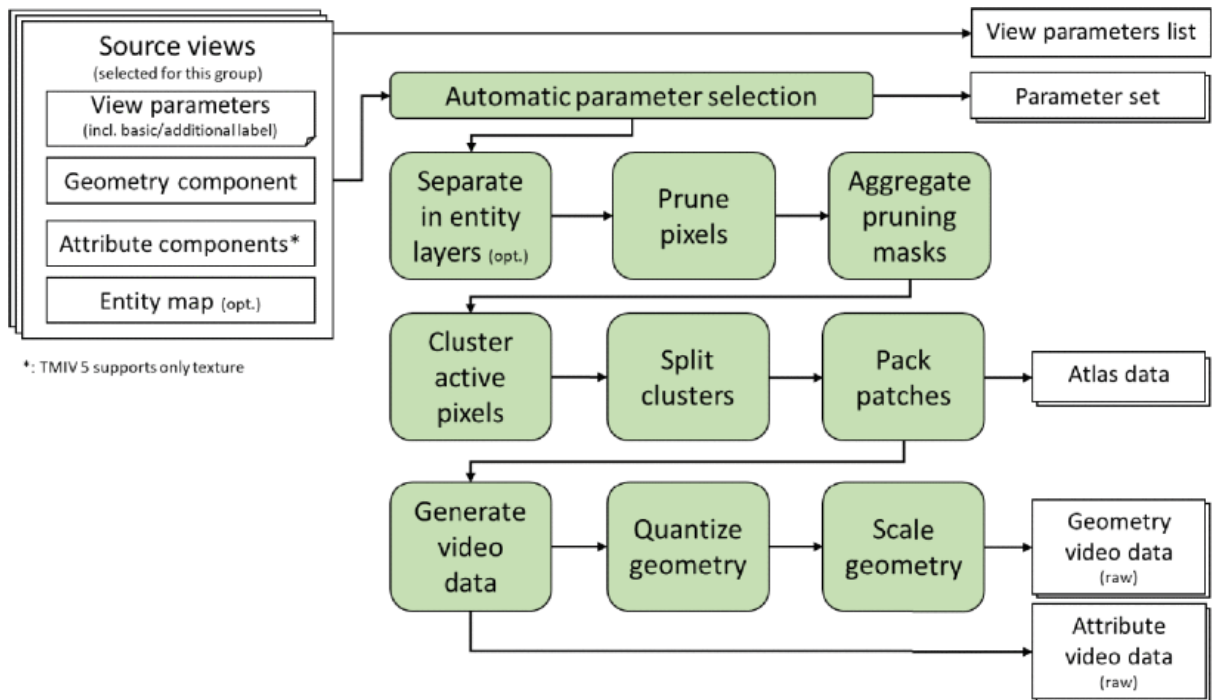 Source views
(selected for this group)
View parameters
(incl. basic/additional label)
Geometry component
Attribute components*
Entity map (opt.)
*: TMIV 5 supports only texture
View parameters list
Automatic parameter selection
Parameter set
Separate
in entity
layers (opt.)
Prune
pixels
Aggregate
pruning
masks
Cluster
active
pixels
Split
clusters
Pack
patches
Atlas data
Generate
video
data
Quantize
geometry
Scale
geometry
Geometry
video data
(raw)
Attribute
video data
(raw)